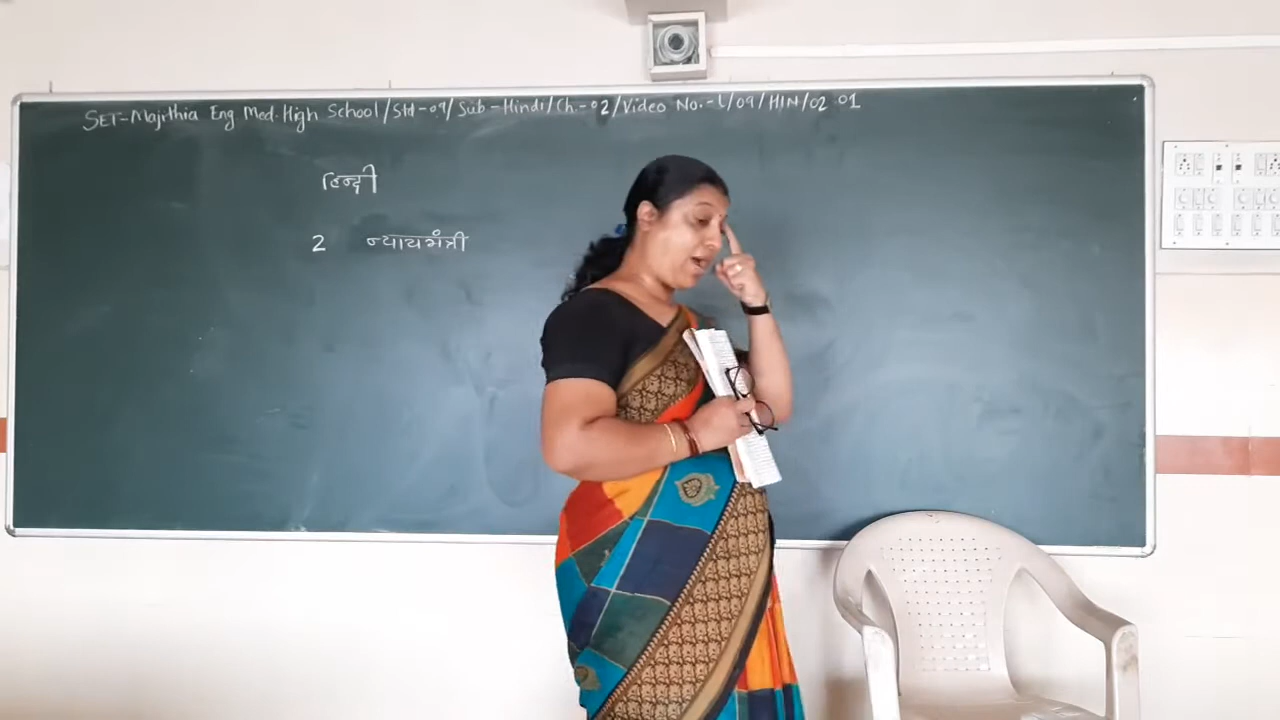 SET-Majithia Eng Med. High School/Std-09/Sub-Hindi/Ch.-02/Video No.-L/09/HIN/02 01
हिन्दी
2 न्यायमंत्री